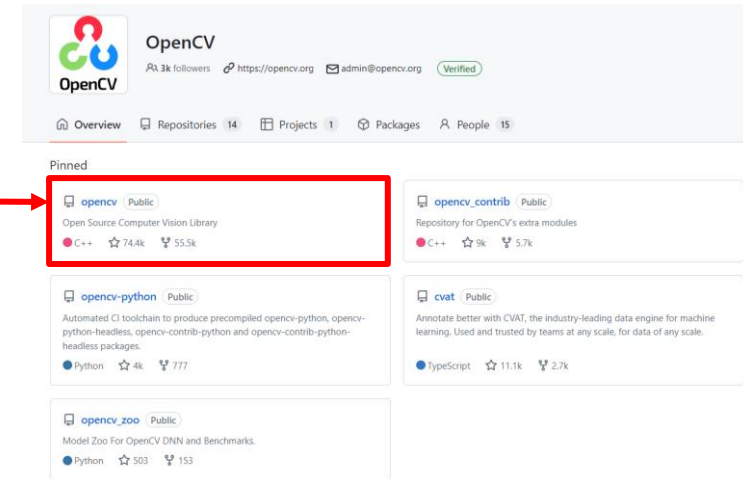 OpenCV
OpenCV
3k followers https://opencv.org admin@opencv.org Verified
Overview Repositories 14 Projects 1 Packages People 15
Pinned
opencv Public
Open Source Computer Vision Library
C++ 74.4k 55.5k
opencv_contrib Public
Repository for OpenCV's extra modules
C++ 9k 5.7k
opencv-python Public
Automated CI toolchain to produce precompiled opencv-python, opencv-
python-headless, opencv-contrib-python and opencv-contrib-python-
headless packages.
Python 4k 777
cvat Public
Annotate better with CVAT, the industry-leading data engine for machine
learning. Used and trusted by teams at any scale, for data of any scale.
TypeScript 11.1k 2.7k
opencv_zoo Public
Model Zoo For OpenCV DNN and Benchmarks.
Python 503 153